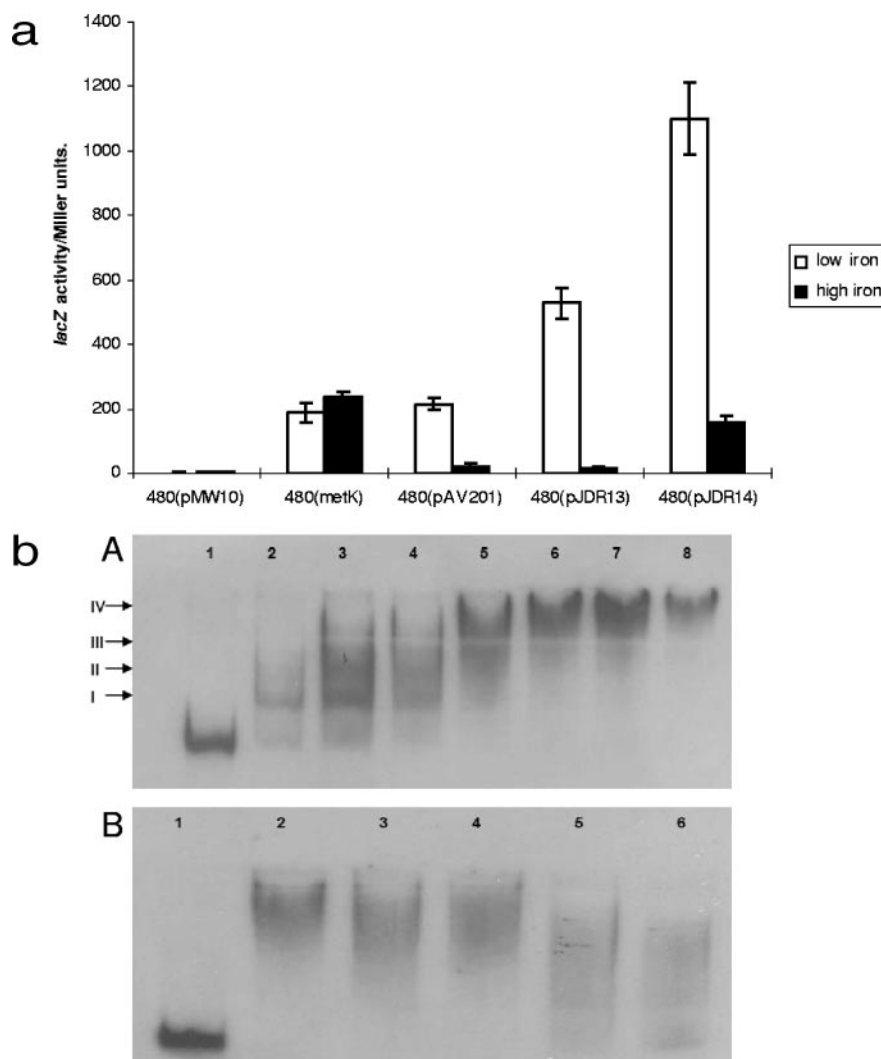 a
1400
1200
1000
800
600
400
200
0
lacZ activity/Miller units.
480(pMW10) 480(metK) 480(pAV201) 480(pJDR13) 480(pJDR14)
low iron
high iron
b
A
1 2 3 4 5 6 7 8
IV
III
II
I
B
1 2 3 4 5 6